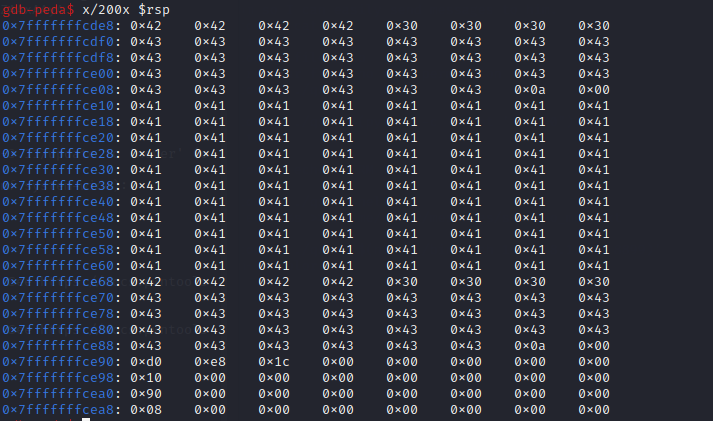 gdb-peda$ x/200x $rsp
0×7fffffffcde8: 0×42 0×42 0×42 0×42 0×30 0×30 0×30 0×30
0×7fffffffcdf0: 0×43 0×43 0×43 0×43 0×43 0×43 0×43 0×43
0×7fffffffcdf8: 0×43 0×43 0×43 0×43 0×43 0×43 0×43 0×43
0×7fffffffce00: 0×43 0×43 0×43 0×43 0×43 0×43 0×43 0×43
0×7fffffffce08: 0×43 0×43 0×43 0×43 0×43 0×43 0×0a 0×00
0×7fffffffce10: 0×41 0×41 0×41 0×41 0×41 0×41 0×41 0×41
0×7fffffffce18: 0×41 0×41 0×41 0×41 0×41 0×41 0×41 0×41
0×7fffffffce20: 0×41 0×41 0×41 0×41 0×41 0×41 0×41 0×41
0×7fffffffce28: 0×41 0×41 0×41 0×41 0×41 0×41 0×41 0×41
0×7fffffffce30: 0×41 0×41 0×41 0×41 0×41 0×41 0×41 0×41
0×7fffffffce38: 0×41 0×41 0×41 0×41 0×41 0×41 0×41 0×41
0×7fffffffce40: 0×41 0×41 0×41 0×41 0×41 0×41 0×41 0×41
0×7fffffffce48: 0×41 0×41 0×41 0×41 0×41 0×41 0×41 0×41
0×7fffffffce50: 0×41 0×41 0×41 0×41 0×41 0×41 0×41 0×41
0×7fffffffce58: 0×41 0×41 0×41 0×41 0×41 0×41 0×41 0×41
0×7fffffffce60: 0×41 0×41 0×41 0×41 0×41 0×41 0×41 0×41
0×7fffffffce68: 0×42 0×42 0×42 0×42 0×30 0×30 0×30 0×30
0×7fffffffce70: 0×43 0×43 0×43 0×43 0×43 0×43 0×43 0×43
0×7fffffffce78: 0×43 0×43 0×43 0×43 0×43 0×43 0×43 0×43
0×7fffffffce80: 0×43 0×43 0×43 0×43 0×43 0×43 0×43 0×43
0×7fffffffce88: 0×43 0×43 0×43 0×43 0×43 0×43 0×0a 0×00
0×7fffffffce90: 0×d0 0×e8 0×1c 0×00 0×00 0×00 0×00 0×00
0×7fffffffce98: 0×10 0×00 0×00 0×00 0×00 0×00 0×00 0×00
0×7fffffffcea0: 0×90 0×00 0×00 0×00 0×00 0×00 0×00 0×00
0×7fffffffcea8: 0×08 0×00 0×00 0×00 0×00 0×00 0×00 0×00